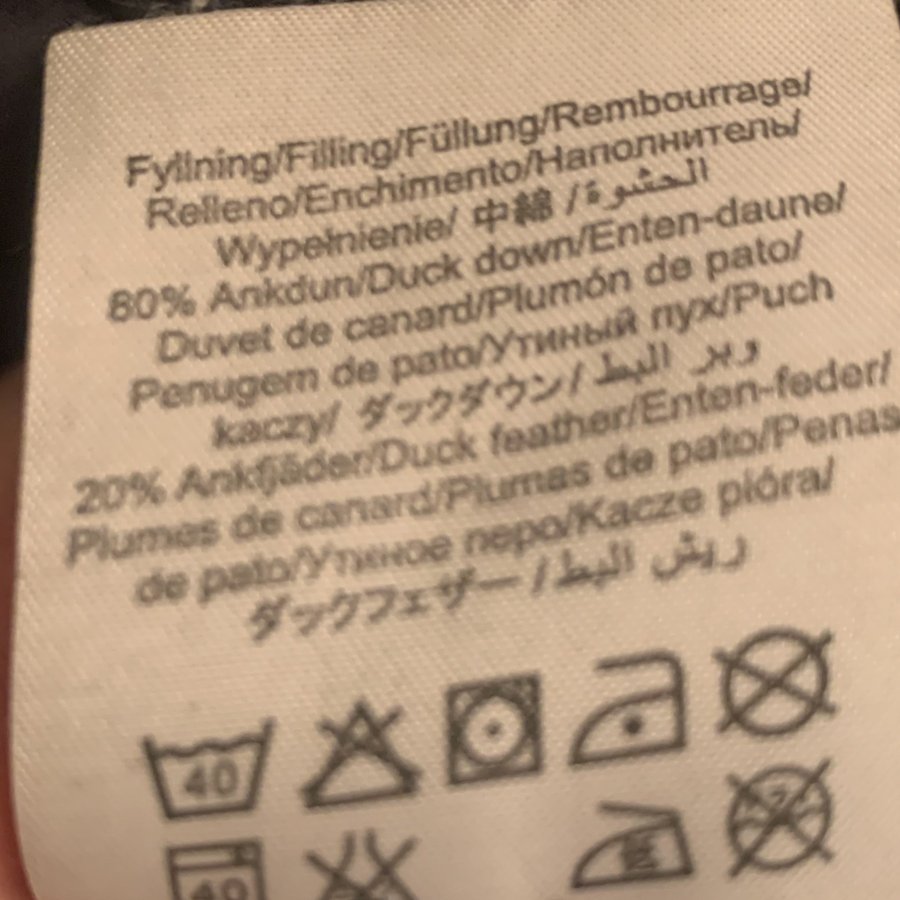 Fyllning/Filling/Füllung/Rembourrage/
Relleno/Enchimento/Наполнитель/
Wypełnienie/ 中綿 / الحشوة
80% Ankdun/Duck down/Enten-daune/
Duvet de canard/Plumón de pato/
Penugem de pato/Утиный пух/Puch
kaczy/ ダックダウン / وبر البط
20% Ankfjäder/Duck feather/Enten-feder/
Plumes de canard/Plumas de pato/Penas
de pato/Утиное перо/Kacze pióra/
ダックフェザー / ريش البط
40
40